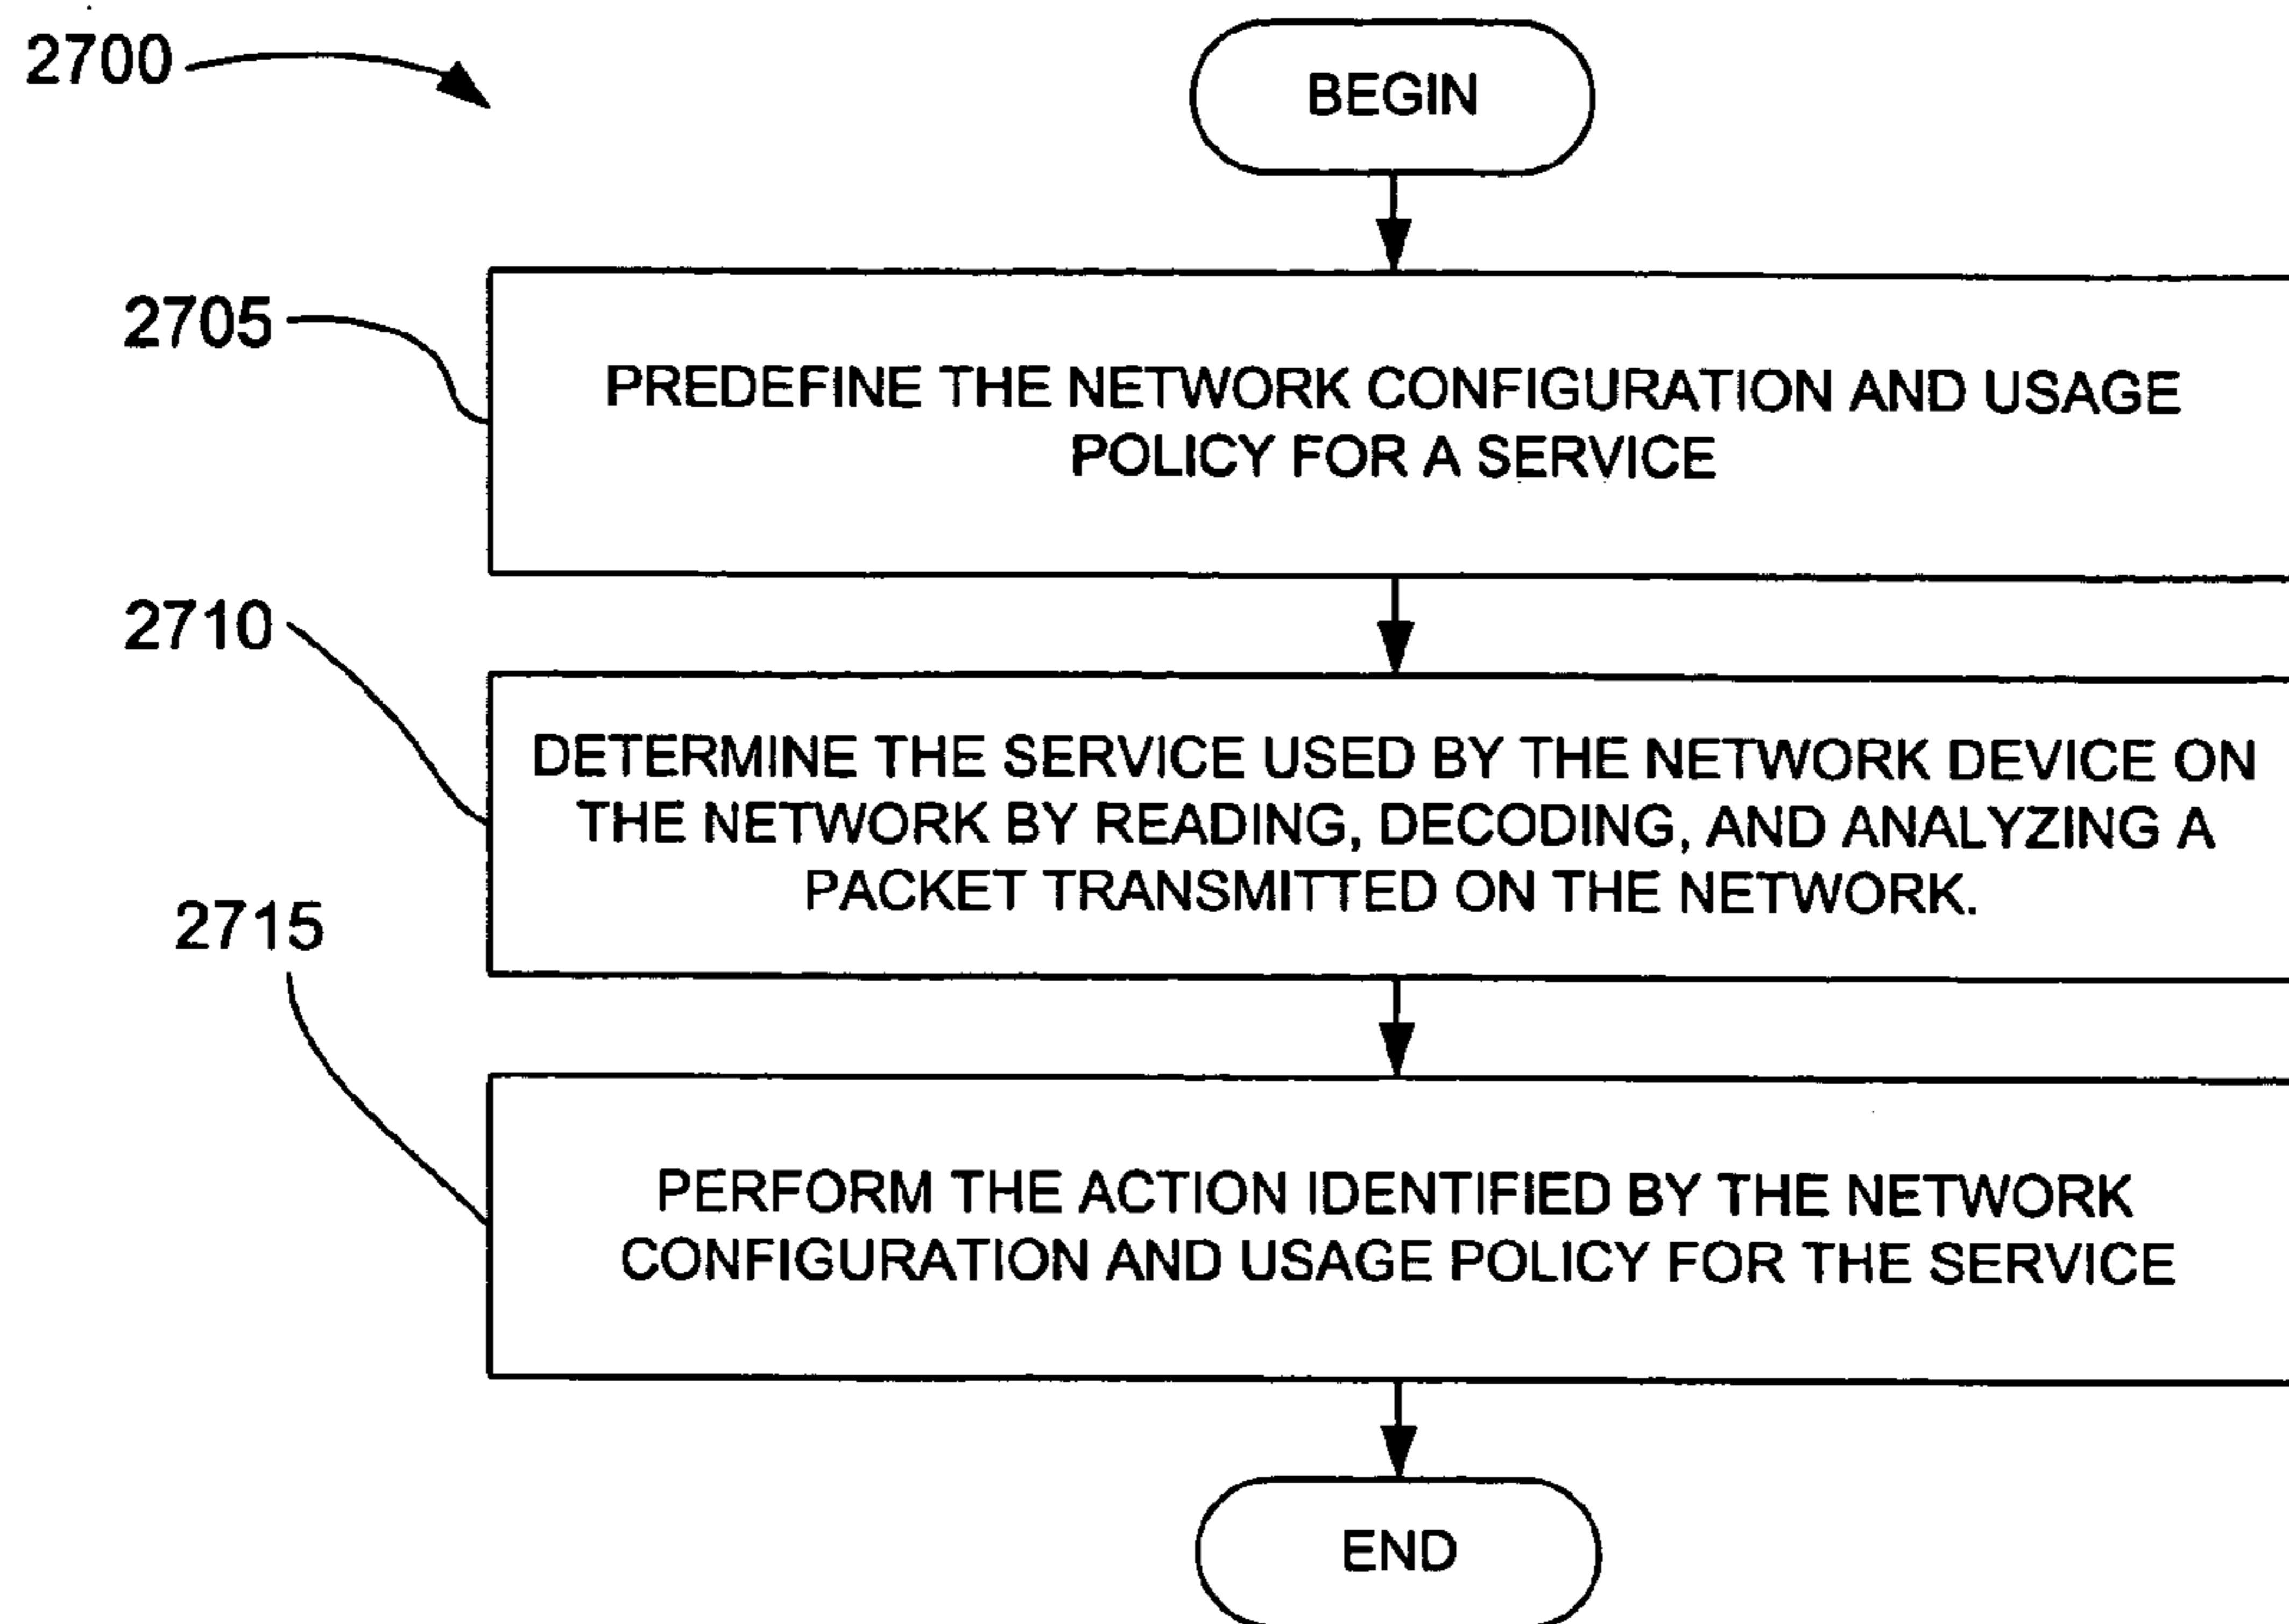 2700
BEGIN
2705
PREDEFINE THE NETWORK CONFIGURATION AND USAGE
POLICY FOR A SERVICE
2710
DETERMINE THE SERVICE USED BY THE NETWORK DEVICE ON
THE NETWORK BY READING, DECODING, AND ANALYZING A
PACKET TRANSMITTED ON THE NETWORK.
2715
PERFORM THE ACTION IDENTIFIED BY THE NETWORK
CONFIGURATION AND USAGE POLICY FOR THE SERVICE
END